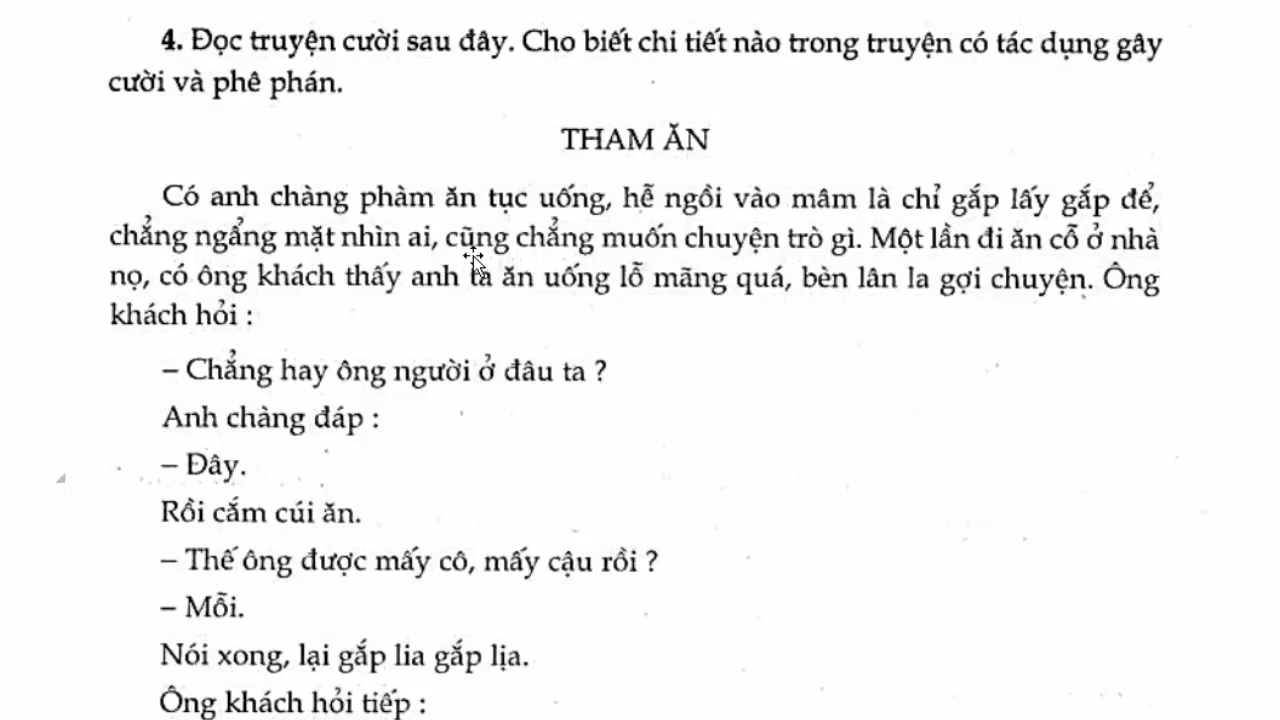 4. Đọc truyện cười sau đây. Cho biết chi tiết nào trong truyện có tác dụng gây
cười và phê phán.
THAM ĂN
Có anh chàng phàm ăn tục uống, hễ ngồi vào mâm là chỉ gắp lấy gắp để,
chẳng ngẩng mặt nhìn ai, cũng chẳng muốn chuyện trò gì. Một lần đi ăn cỗ ở nhà
nọ, có ông khách thấy anh ta ăn uống lỗ mãng quá, bèn lân la gợi chuyện. Ông
khách hỏi :
– Chẳng hay ông người ở đâu ta ?
Anh chàng đáp :
– Đây.
Rồi cắm cúi ăn.
– Thế ông được mấy cô, mấy cậu rồi ?
– Mỗi.
Nói xong, lại gắp lia gắp lịa.
Ông khách hỏi tiếp :